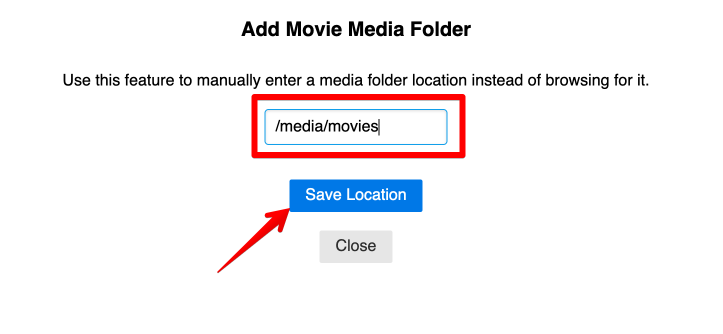 Add Movie Media Folder
Use this feature to manually enter a media folder location instead of browsing for it.
/media/movies
Save Location
Close